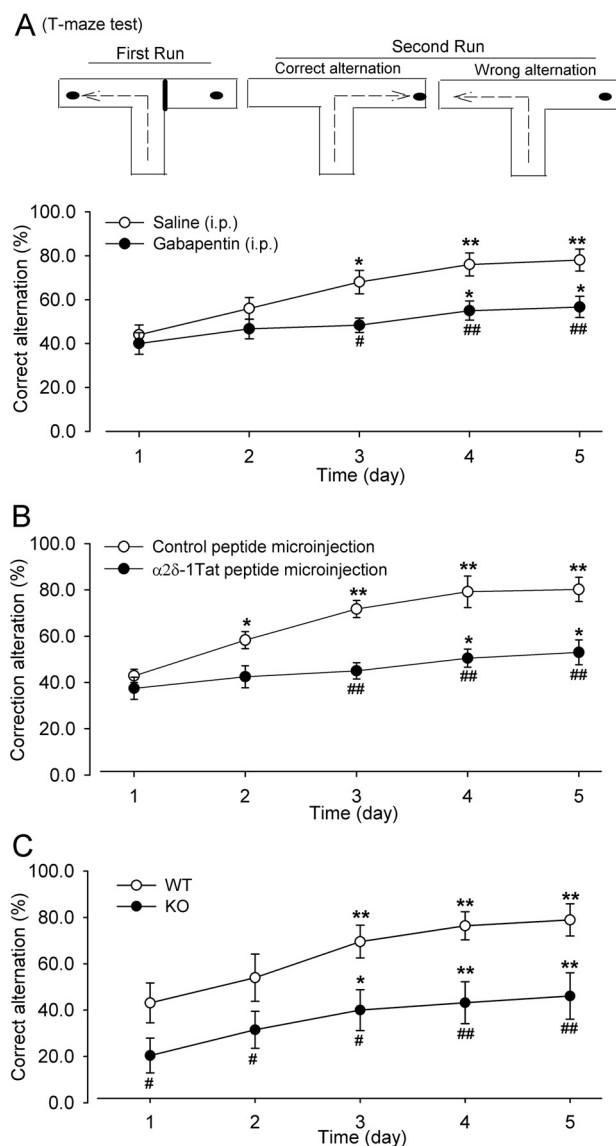 A (T-maze test)
First Run
Second Run
Correct alternation
Wrong alternation
100.0
80.0
60.0
40.0
20.0
0.0
Correct alternation (%)
Saline (i.p.)
Gabapentin (i.p.)
* ** **
* *
# ## ##
1 2 3 4 5
Time (day)
B
100.0
80.0
60.0
40.0
20.0
0.0
Correction alteration (%)
Control peptide microinjection
α2δ-1Tat peptide microinjection
* ** ** **
* *
## ## ##
1 2 3 4 5
Time (day)
C
100.0
80.0
60.0
40.0
20.0
0.0
Correct alternation (%)
WT
KO
** ** **
* ** **
# # # ## ##
1 2 3 4 5
Time (day)